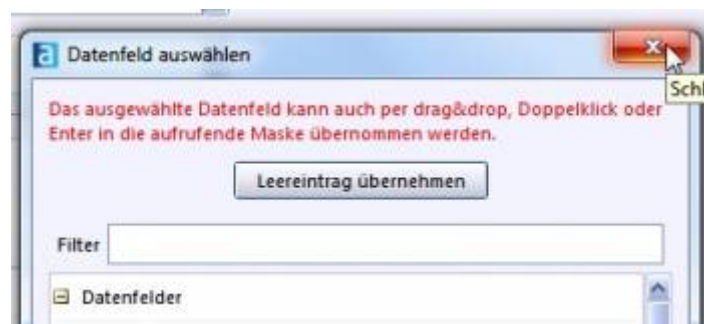 Datenfeld auswählen
Schl
Das ausgewählte Datenfeld kann auch per drag&drop, Doppelklick oder
Enter in die aufrufende Maske übernommen werden.
Leereintrag übernehmen
Filter
Datenfelder